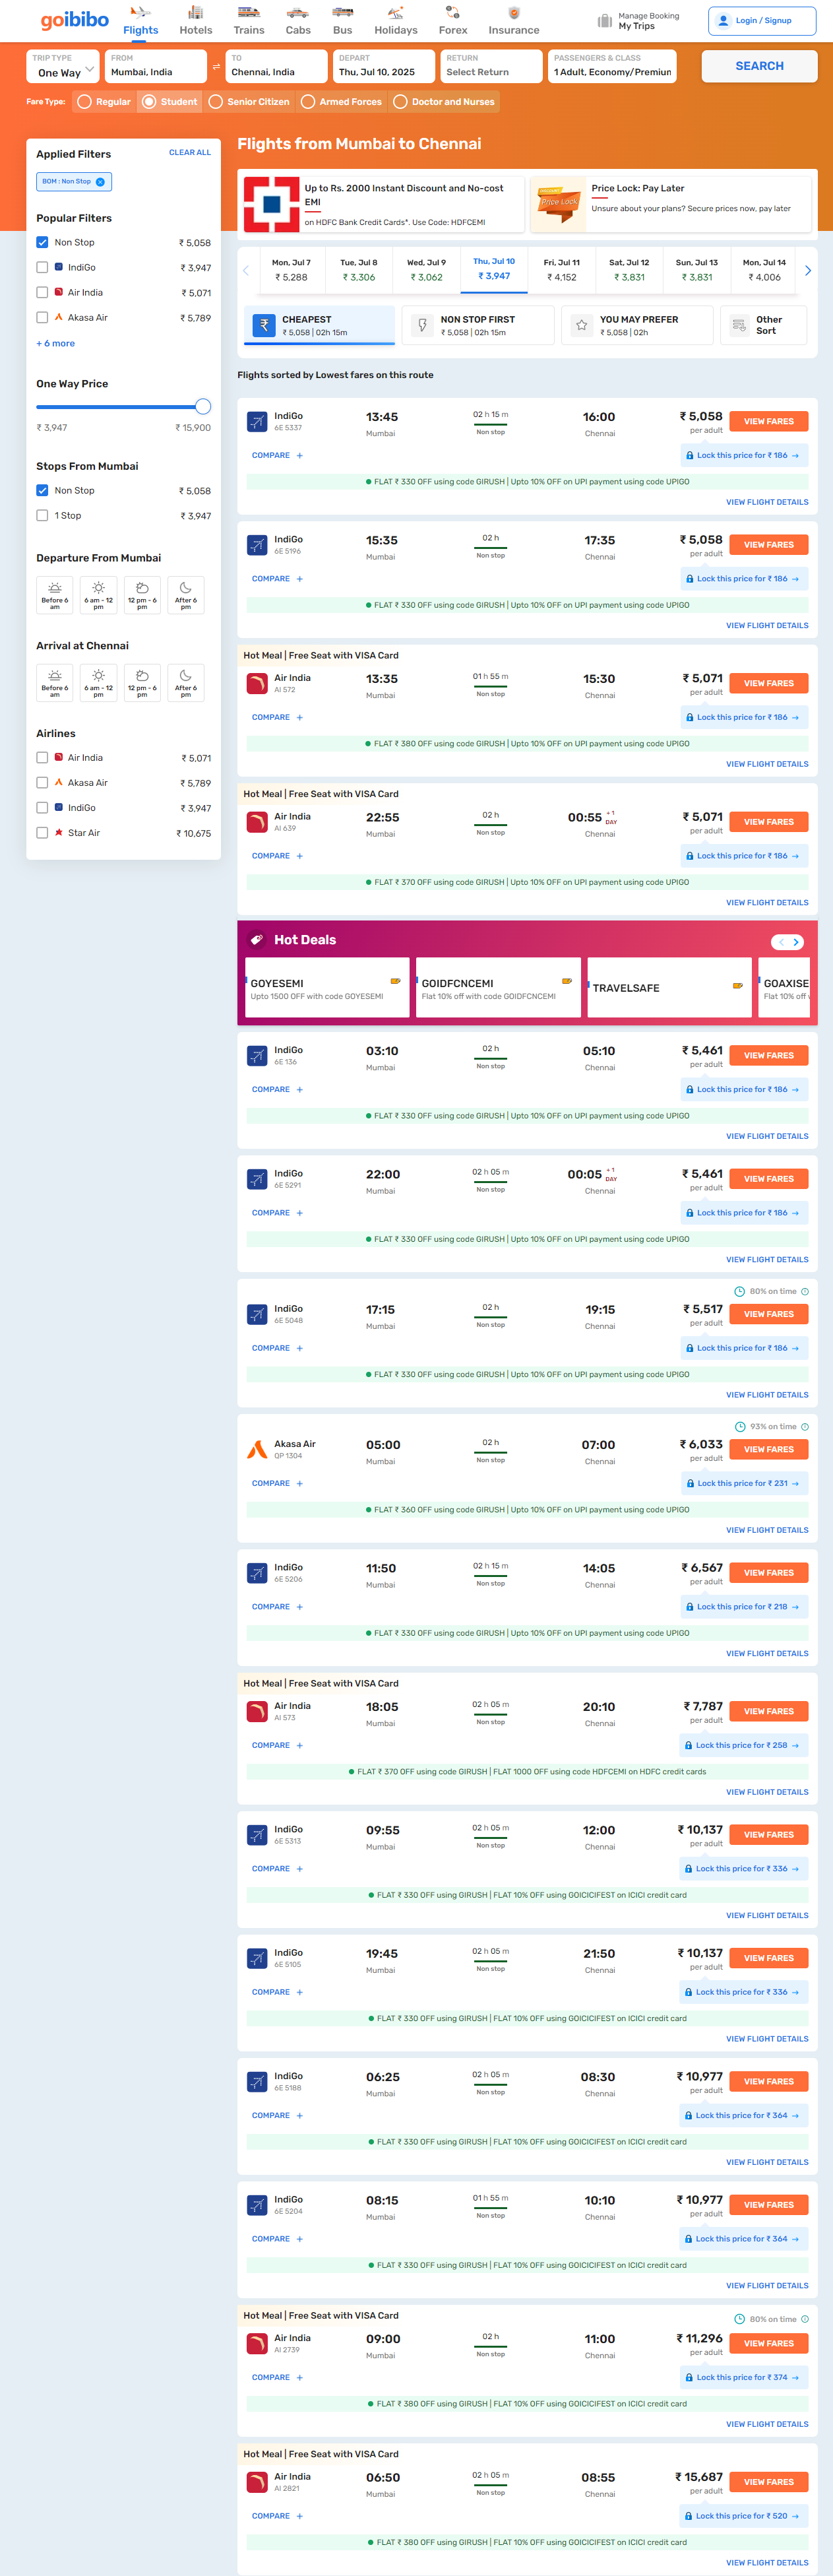 goibibo
Flights
Hotels
Trains
Cabs
Bus
Holidays
Forex
Insurance
Manage Booking
My Trips
Login / Signup
TRIP TYPE
One Way
FROM
Mumbai, India
TO
Chennai, India
DEPART
Thu, Jul 10, 2025
RETURN
Select Return
PASSENGERS & CLASS
1 Adult, Economy/Premiun
SEARCH
Fare Type:
Regular
Student
Senior Citizen
Armed Forces
Doctor and Nurses
Applied Filters
CLEAR ALL
BOM : Non Stop
Popular Filters
Non Stop ₹ 5,058
IndiGo ₹ 3,947
Air India ₹ 5,071
Akasa Air ₹ 5,789
+ 6 more
One Way Price
₹ 3,947 ₹ 15,900
Stops From Mumbai
Non Stop ₹ 5,058
1 Stop ₹ 3,947
Departure From Mumbai
Before 6 am
6 am - 12 pm
12 pm - 6 pm
After 6 pm
Arrival at Chennai
Before 6 am
6 am - 12 pm
12 pm - 6 pm
After 6 pm
Airlines
Air India ₹ 5,071
Akasa Air ₹ 5,789
IndiGo ₹ 3,947
Star Air ₹ 10,675
Flights from Mumbai to Chennai
Up to Rs. 2000 Instant Discount and No-cost
EMI
on HDFC Bank Credit Cards*. Use Code: HDFCEMI
Price Lock
Price Lock: Pay Later
Unsure about your plans? Secure prices now, pay later
Mon, Jul 7
₹ 5,288
Tue, Jul 8
₹ 3,306
Wed, Jul 9
₹ 3,062
Thu, Jul 10
₹ 3,947
Fri, Jul 11
₹ 4,152
Sat, Jul 12
₹ 3,831
Sun, Jul 13
₹ 3,831
Mon, Jul 14
₹ 4,006
CHEAPEST
₹ 5,058 | 02h 15m
NON STOP FIRST
₹ 5,058 | 02h 15m
YOU MAY PREFER
₹ 5,058 | 02h
Other
Sort
Flights sorted by Lowest fares on this route
IndiGo 13:45 02 h 15 m 16:00 ₹ 5,058 VIEW FARES
6E 5337 Mumbai Non stop Chennai per adult
COMPARE + Lock this price for ₹ 186 →
FLAT ₹ 330 OFF using code GIRUSH | Upto 10% OFF on UPI payment using code UPIGO
VIEW FLIGHT DETAILS
IndiGo 15:35 02 h 17:35 ₹ 5,058 VIEW FARES
6E 5196 Mumbai Non stop Chennai per adult
COMPARE + Lock this price for ₹ 186 →
FLAT ₹ 330 OFF using code GIRUSH | Upto 10% OFF on UPI payment using code UPIGO
VIEW FLIGHT DETAILS
Hot Meal | Free Seat with VISA Card
Air India 13:35 01 h 55 m 15:30 ₹ 5,071 VIEW FARES
AI 572 Mumbai Non stop Chennai per adult
COMPARE + Lock this price for ₹ 186 →
FLAT ₹ 380 OFF using code GIRUSH | Upto 10% OFF on UPI payment using code UPIGO
VIEW FLIGHT DETAILS
Hot Meal | Free Seat with VISA Card
Air India 22:55 02 h 00:55 +1 DAY ₹ 5,071 VIEW FARES
AI 639 Mumbai Non stop Chennai per adult
COMPARE + Lock this price for ₹ 186 →
FLAT ₹ 370 OFF using code GIRUSH | Upto 10% OFF on UPI payment using code UPIGO
VIEW FLIGHT DETAILS
Hot Deals
GOYESEMI
Upto 1500 OFF with code GOYESEMI
GOIDFCNCEMI
Flat 10% off with code GOIDFCNCEMI
TRAVELSAFE
GOAXISE
Flat 10% off
IndiGo 03:10 02 h 05:10 ₹ 5,461 VIEW FARES
6E 136 Mumbai Non stop Chennai per adult
COMPARE + Lock this price for ₹ 186 →
FLAT ₹ 330 OFF using code GIRUSH | Upto 10% OFF on UPI payment using code UPIGO
VIEW FLIGHT DETAILS
IndiGo 22:00 02 h 05 m 00:05 +1 DAY ₹ 5,461 VIEW FARES
6E 5291 Mumbai Non stop Chennai per adult
COMPARE + Lock this price for ₹ 186 →
FLAT ₹ 330 OFF using code GIRUSH | Upto 10% OFF on UPI payment using code UPIGO
VIEW FLIGHT DETAILS
80% on time
IndiGo 17:15 02 h 19:15 ₹ 5,517 VIEW FARES
6E 5048 Mumbai Non stop Chennai per adult
COMPARE + Lock this price for ₹ 186 →
FLAT ₹ 330 OFF using code GIRUSH | Upto 10% OFF on UPI payment using code UPIGO
VIEW FLIGHT DETAILS
93% on time
Akasa Air 05:00 02 h 07:00 ₹ 6,033 VIEW FARES
QP 1304 Mumbai Non stop Chennai per adult
COMPARE + Lock this price for ₹ 231 →
FLAT ₹ 360 OFF using code GIRUSH | Upto 10% OFF on UPI payment using code UPIGO
VIEW FLIGHT DETAILS
IndiGo 11:50 02 h 15 m 14:05 ₹ 6,567 VIEW FARES
6E 5206 Mumbai Non stop Chennai per adult
COMPARE + Lock this price for ₹ 218 →
FLAT ₹ 330 OFF using code GIRUSH | Upto 10% OFF on UPI payment using code UPIGO
VIEW FLIGHT DETAILS
Hot Meal | Free Seat with VISA Card
Air India 18:05 02 h 05 m 20:10 ₹ 7,787 VIEW FARES
AI 573 Mumbai Non stop Chennai per adult
COMPARE + Lock this price for ₹ 258 →
FLAT ₹ 370 OFF using code GIRUSH | FLAT 1000 OFF using code HDFCEMI on HDFC credit cards
VIEW FLIGHT DETAILS
IndiGo 09:55 02 h 05 m 12:00 ₹ 10,137 VIEW FARES
6E 5313 Mumbai Non stop Chennai per adult
COMPARE + Lock this price for ₹ 336 →
FLAT ₹ 330 OFF using GIRUSH | FLAT 10% OFF using GOICICIFEST on ICICI credit card
VIEW FLIGHT DETAILS
IndiGo 19:45 02 h 05 m 21:50 ₹ 10,137 VIEW FARES
6E 5105 Mumbai Non stop Chennai per adult
COMPARE + Lock this price for ₹ 336 →
FLAT ₹ 330 OFF using GIRUSH | FLAT 10% OFF using GOICICIFEST on ICICI credit card
VIEW FLIGHT DETAILS
IndiGo 06:25 02 h 05 m 08:30 ₹ 10,977 VIEW FARES
6E 5188 Mumbai Non stop Chennai per adult
COMPARE + Lock this price for ₹ 364 →
FLAT ₹ 330 OFF using GIRUSH | FLAT 10% OFF using GOICICIFEST on ICICI credit card
VIEW FLIGHT DETAILS
IndiGo 08:15 01 h 55 m 10:10 ₹ 10,977 VIEW FARES
6E 5204 Mumbai Non stop Chennai per adult
COMPARE + Lock this price for ₹ 364 →
FLAT ₹ 330 OFF using GIRUSH | FLAT 10% OFF using GOICICIFEST on ICICI credit card
VIEW FLIGHT DETAILS
Hot Meal | Free Seat with VISA Card 80% on time
Air India 09:00 02 h 11:00 ₹ 11,296 VIEW FARES
AI 2739 Mumbai Non stop Chennai per adult
COMPARE + Lock this price for ₹ 374 →
FLAT ₹ 380 OFF using GIRUSH | FLAT 10% OFF using GOICICIFEST on ICICI credit card
VIEW FLIGHT DETAILS
Hot Meal | Free Seat with VISA Card
Air India 06:50 02 h 05 m 08:55 ₹ 15,687 VIEW FARES
AI 2821 Mumbai Non stop Chennai per adult
COMPARE + Lock this price for ₹ 520 →
FLAT ₹ 380 OFF using GIRUSH | FLAT 10% OFF using GOICICIFEST on ICICI credit card
VIEW FLIGHT DETAILS